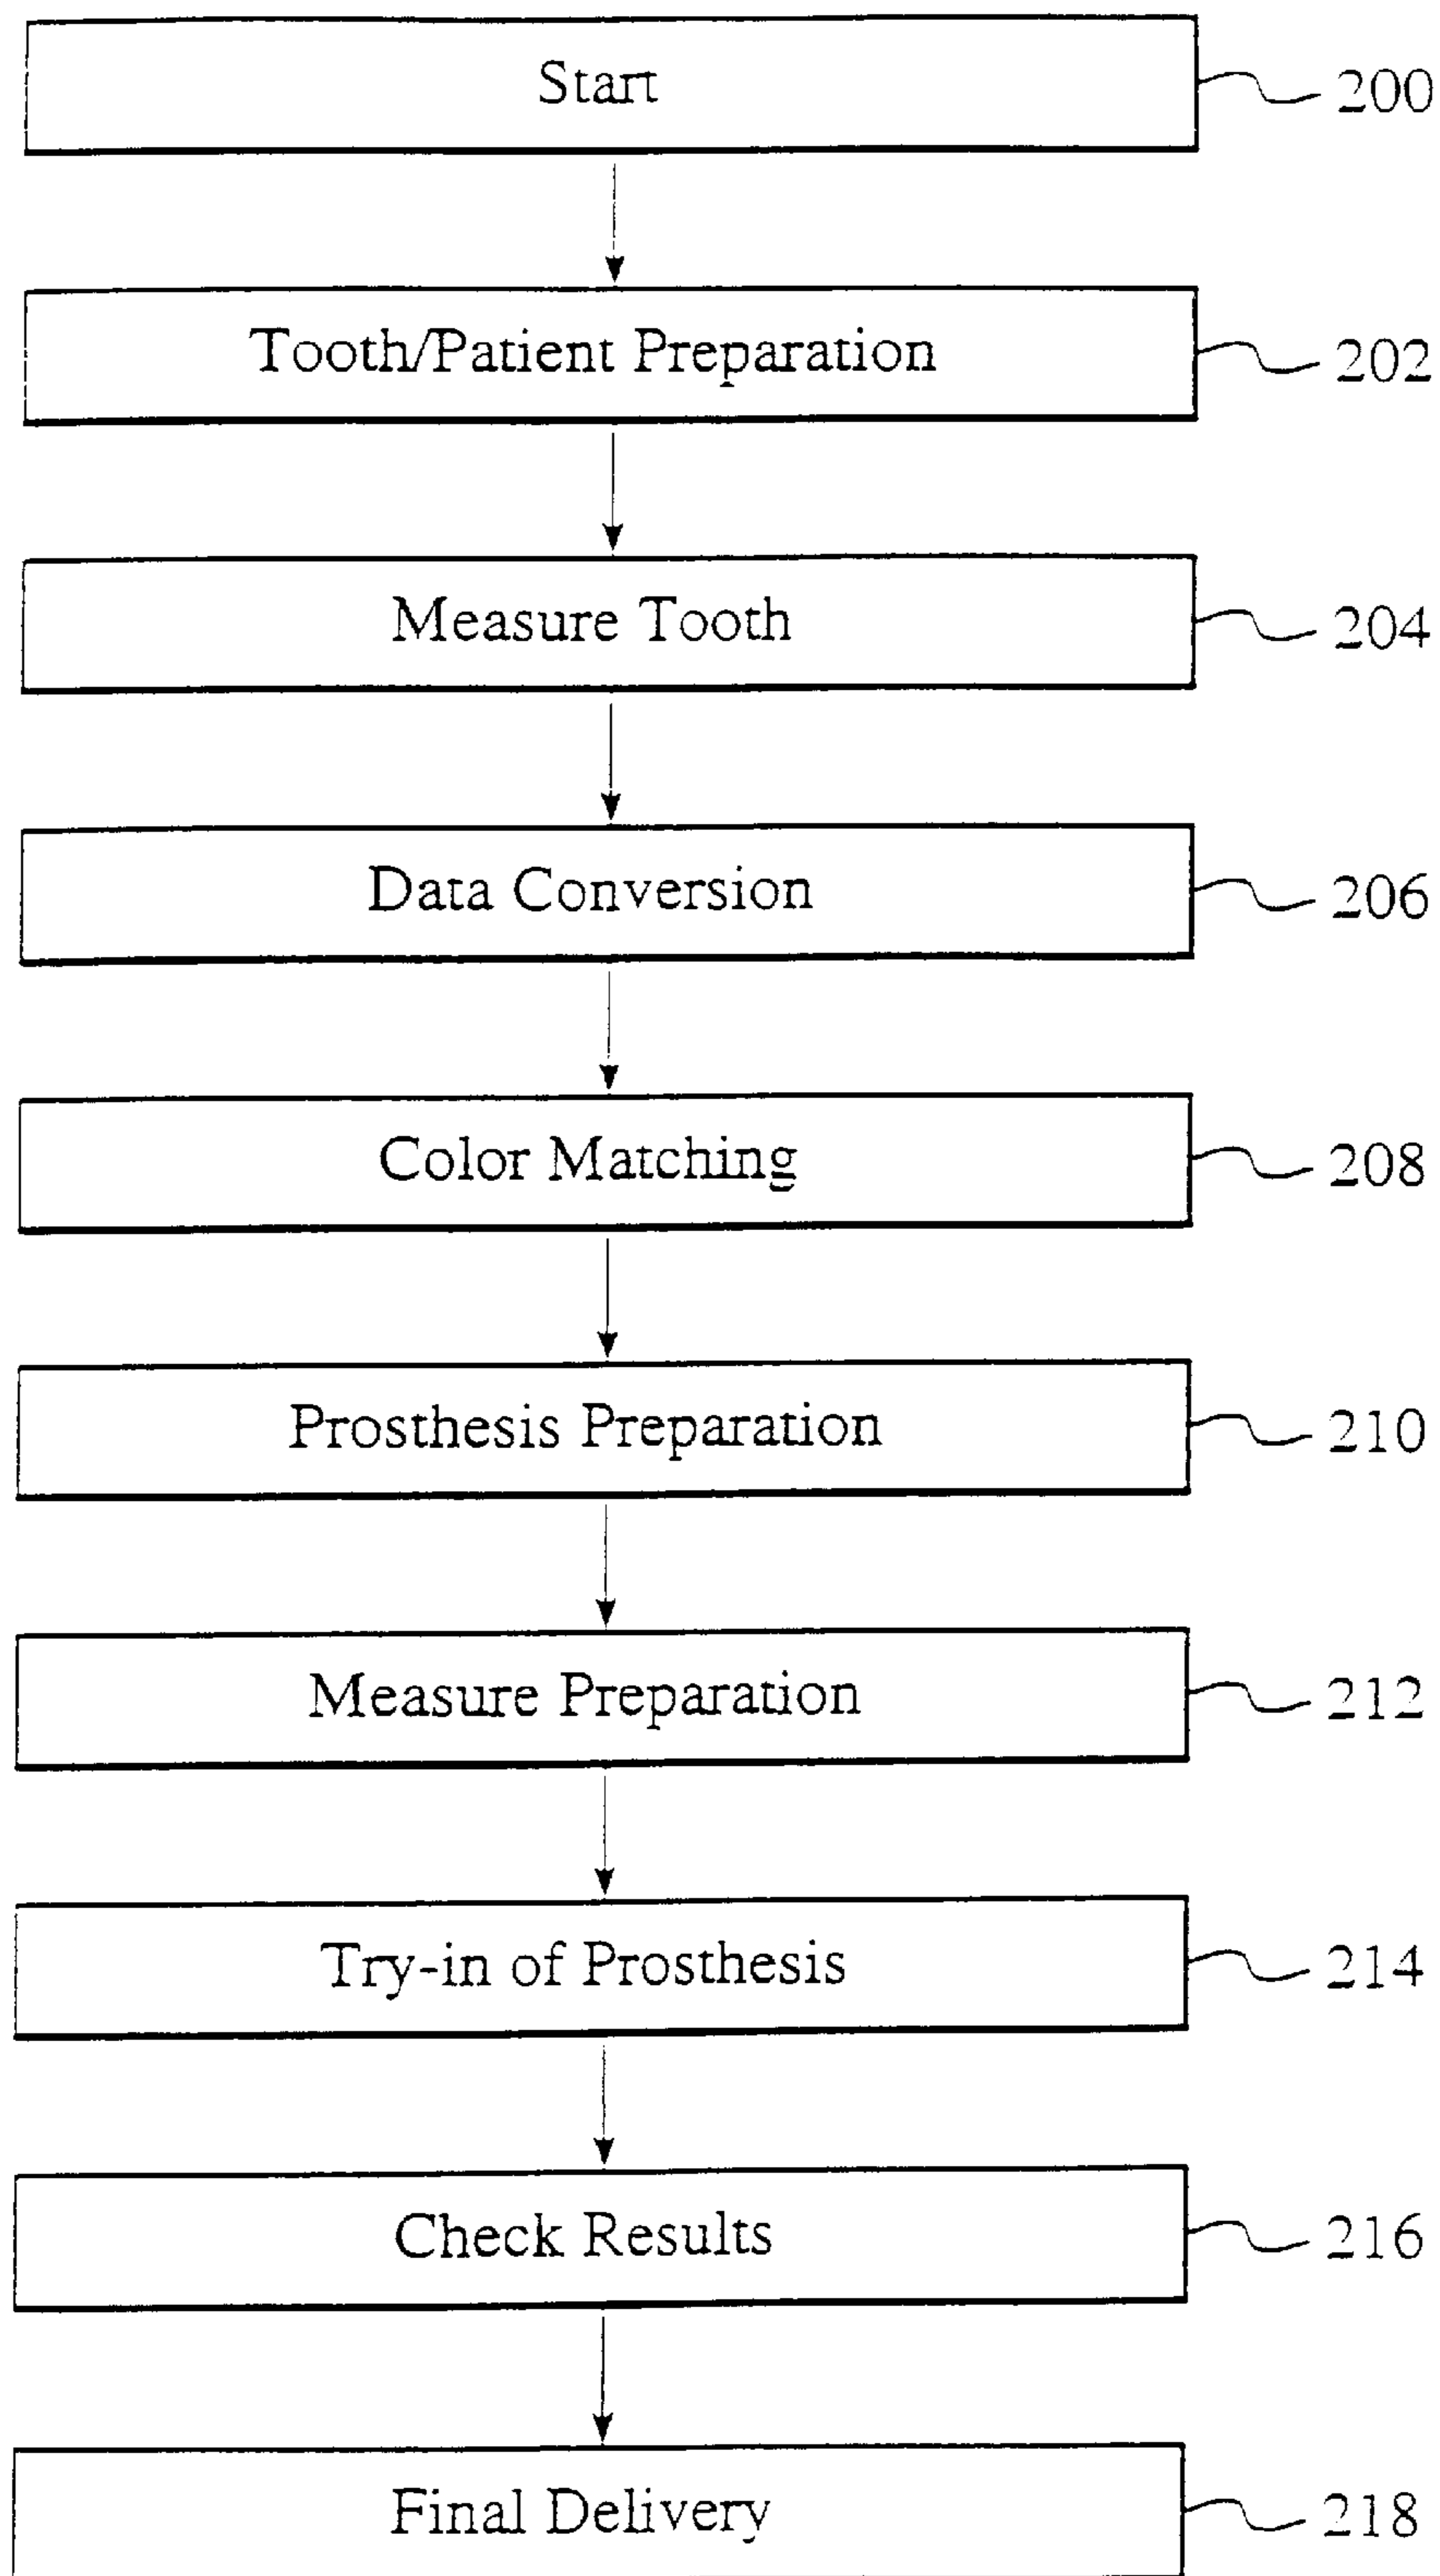 Start 200
Tooth/Patient Preparation 202
Measure Tooth 204
Data Conversion 206
Color Matching 208
Prosthesis Preparation 210
Measure Preparation 212
Try-in of Prosthesis 214
Check Results 216
Final Delivery 218